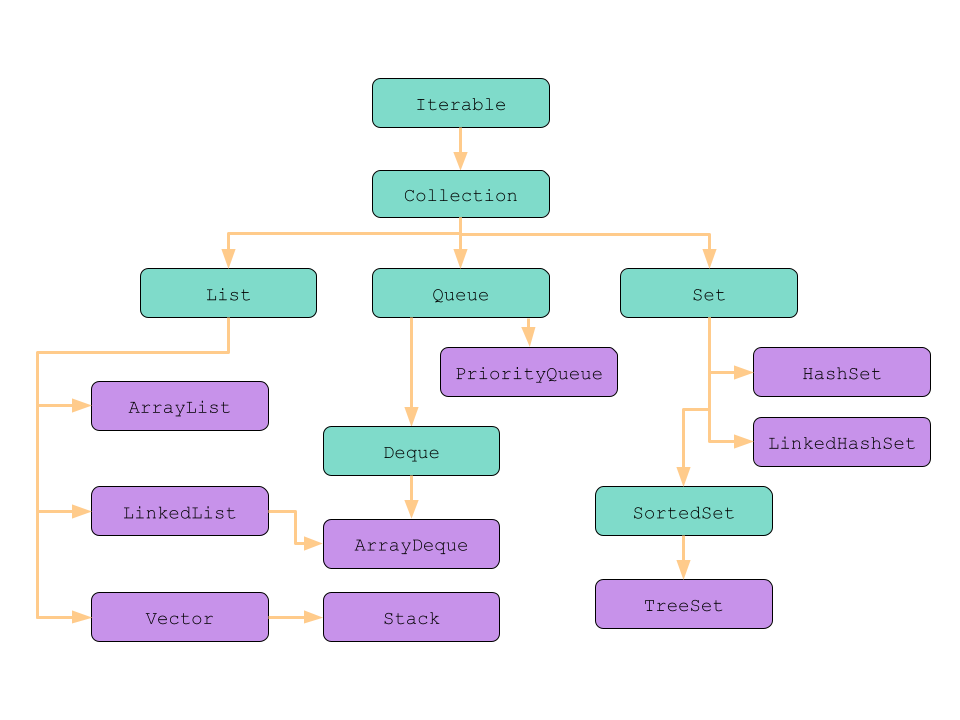 Iterable
Collection
List
Queue
Set
PriorityQueue
HashSet
ArrayList
LinkedHashSet
Deque
LinkedList
SortedSet
ArrayDeque
TreeSet
Vector
Stack